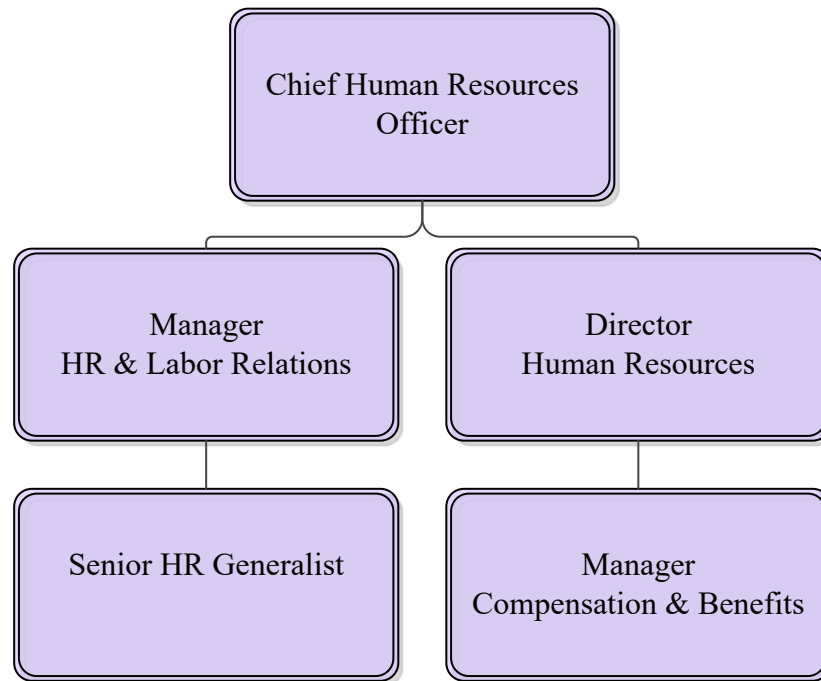 Chief Human Resources
Officer
Manager
HR & Labor Relations
Director
Human Resources
Senior HR Generalist
Manager
Compensation & Benefits